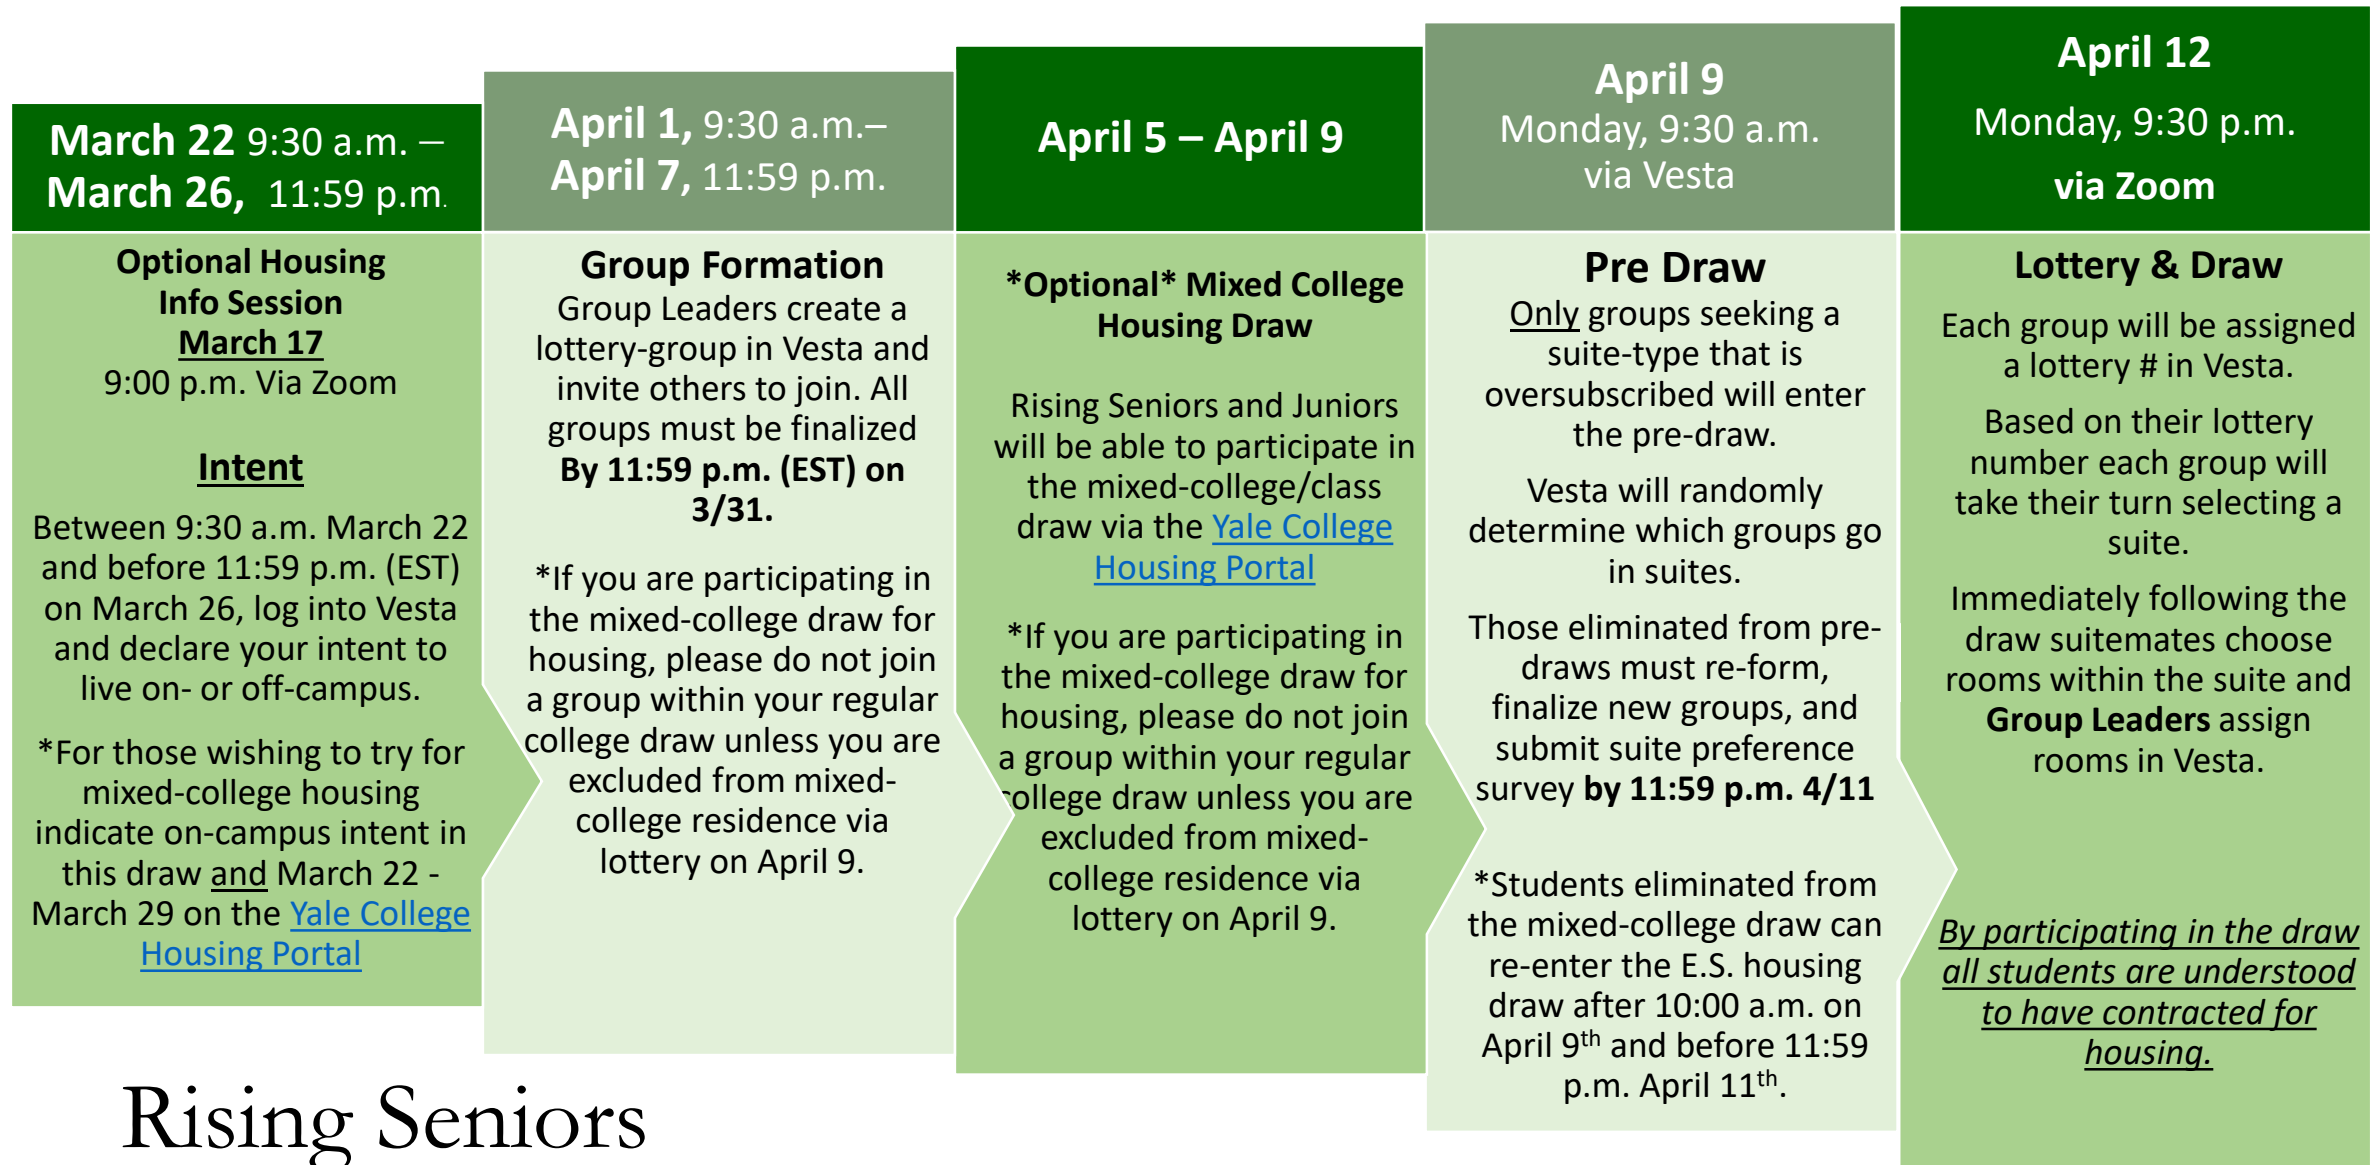 March 22 9:30 a.m. –
March 26, 11:59 p.m.
Optional Housing
Info Session
March 17
9:00 p.m. Via Zoom
Intent
Between 9:30 a.m. March 22
and before 11:59 p.m. (EST)
on March 26, log into Vesta
and declare your intent to
live on- or off-campus.
*For those wishing to try for
mixed-college housing
indicate on-campus intent in
this draw and March 22 -
March 29 on the Yale College
Housing Portal
April 1, 9:30 a.m.–
April 7, 11:59 p.m.
Group Formation
Group Leaders create a
lottery-group in Vesta and
invite others to join. All
groups must be finalized
By 11:59 p.m. (EST) on
3/31.
*If you are participating in
the mixed-college draw for
housing, please do not join
a group within your regular
college draw unless you are
excluded from mixed-
college residence via
lottery on April 9.
April 5 – April 9
*Optional* Mixed College
Housing Draw
Rising Seniors and Juniors
will be able to participate in
the mixed-college/class
draw via the Yale College
Housing Portal
*If you are participating in
the mixed-college draw for
housing, please do not join
a group within your regular
college draw unless you are
excluded from mixed-
college residence via
lottery on April 9.
April 9
Monday, 9:30 a.m.
via Vesta
Pre Draw
Only groups seeking a
suite-type that is
oversubscribed will enter
the pre-draw.
Vesta will randomly
determine which groups go
in suites.
Those eliminated from pre-
draws must re-form,
finalize new groups, and
submit suite preference
survey by 11:59 p.m. 4/11
*Students eliminated from
the mixed-college draw can
re-enter the E.S. housing
draw after 10:00 a.m. on
April 9th and before 11:59
p.m. April 11th.
April 12
Monday, 9:30 p.m.
via Zoom
Lottery & Draw
Each group will be assigned
a lottery # in Vesta.
Based on their lottery
number each group will
take their turn selecting a
suite.
Immediately following the
draw suitemates choose
rooms within the suite and
Group Leaders assign
rooms in Vesta.
By participating in the draw
all students are understood
to have contracted for
housing.
Rising Seniors